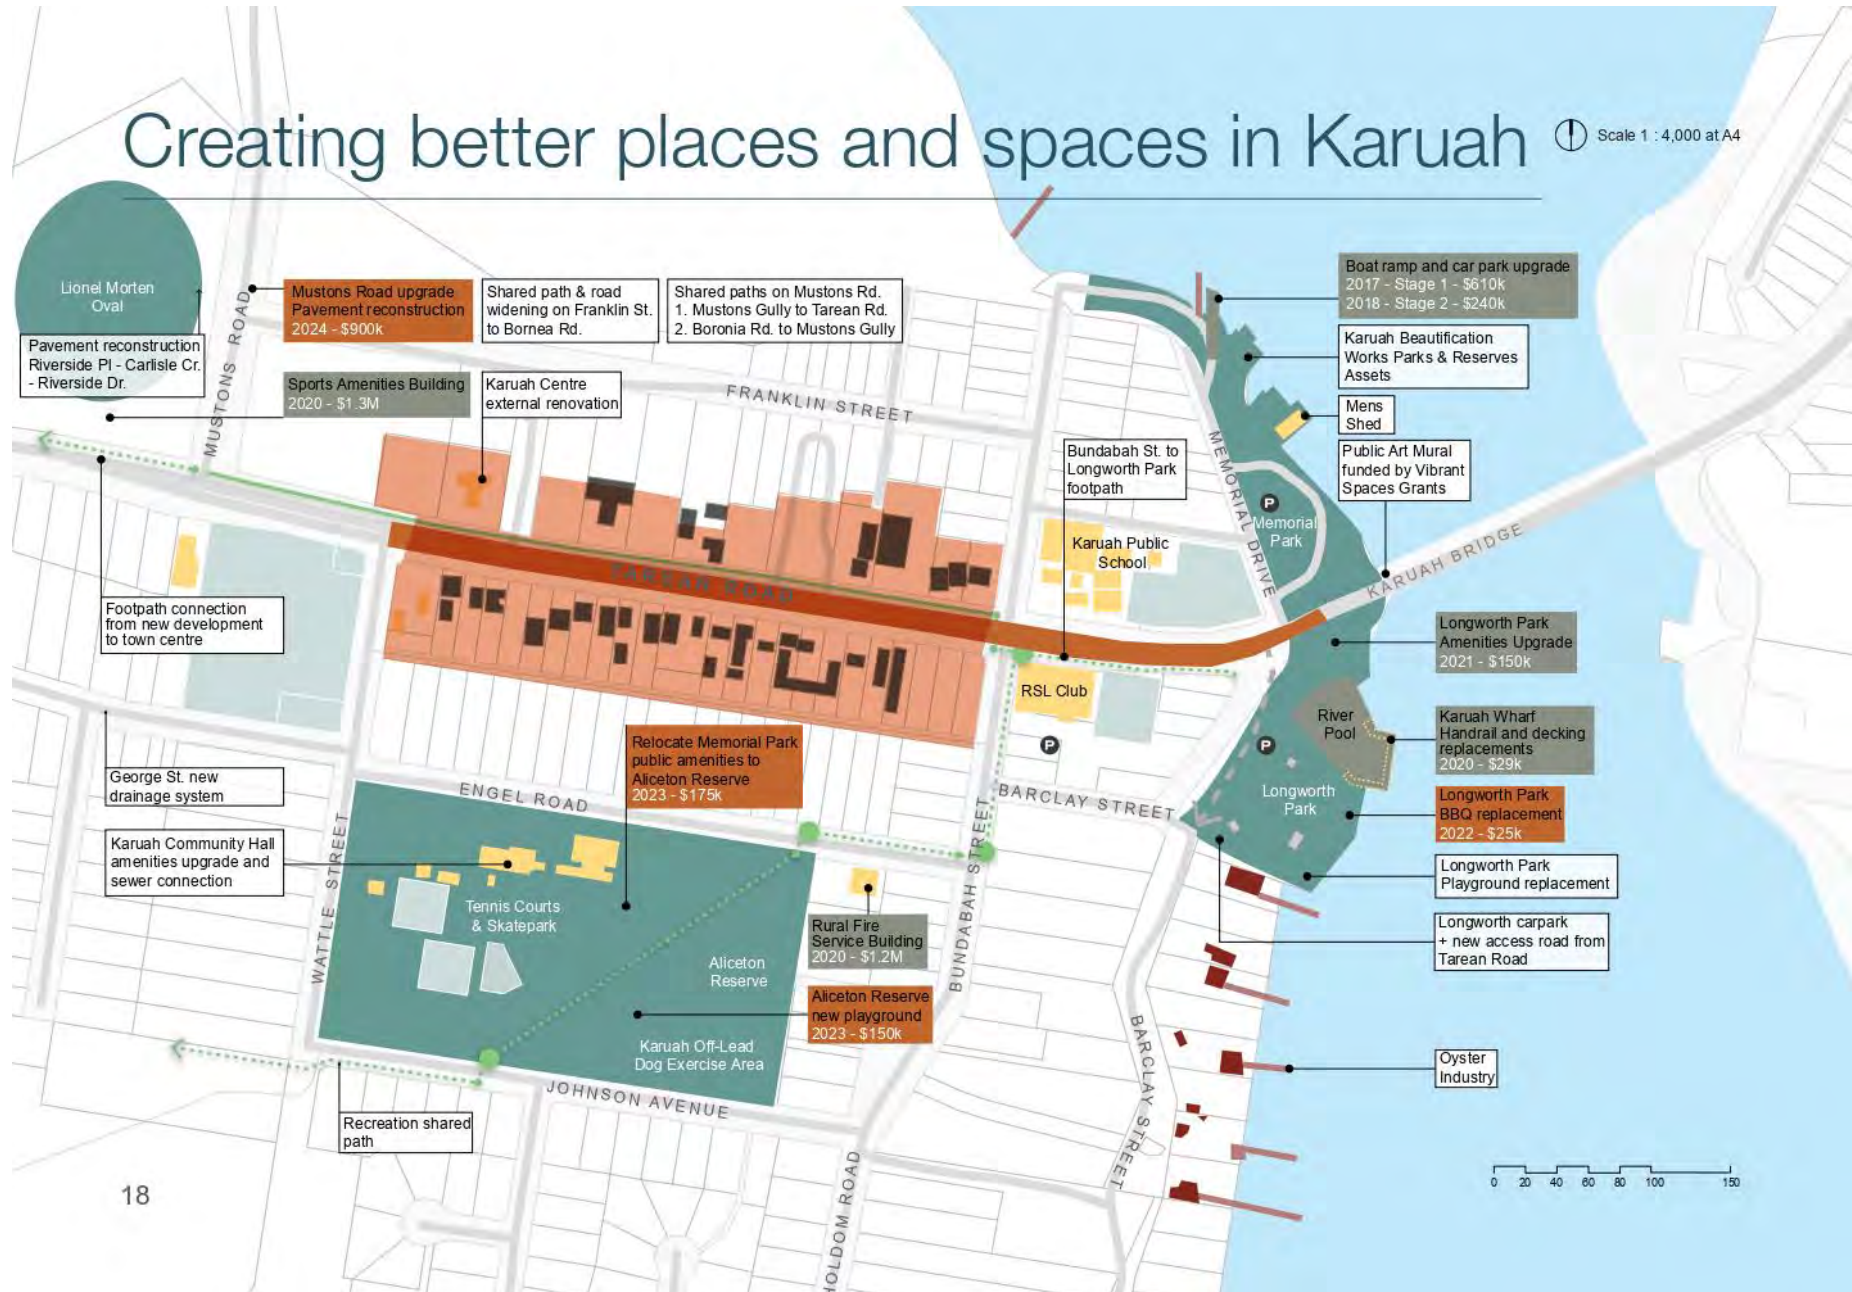 Creating better places and spaces in Karuah
Scale 1 : 4,000 at A4
Lionel Morten
Oval
Pavement reconstruction
Riverside Pl - Carlisle Cr.
- Riverside Dr.
MUSTONS ROAD
Mustons Road upgrade
Pavement reconstruction
2024 - $900k
Shared path & road
widening on Franklin St.
to Bornea Rd.
Shared paths on Mustons Rd.
1. Mustons Gully to Tarean Rd.
2. Boronia Rd. to Mustons Gully
Sports Amenities Building
2020 - $1.3M
Karuah Centre
external renovation
FRANKLIN STREET
Boat ramp and car park upgrade
2017 - Stage 1 - $610k
2018 - Stage 2 - $240k
Karuah Beautification
Works Parks & Reserves
Assets
Mens
Shed
Public Art Mural
funded by Vibrant
Spaces Grants
Bundabah St. to
Longworth Park
footpath
MEMORIAL DRIVE
P
Memorial
Park
Karuah Public
School
KARUAH BRIDGE
TAREAR ROAD
Footpath connection
from new development
to town centre
Longworth Park
Amenities Upgrade
2021 - $150k
RSL Club
P
P
River
Pool
Karuah Wharf
Handrail and decking
replacements
2020 - $29k
Longworth
Park
Longworth Park
BBQ replacement
2022 - $25k
Longworth Park
Playground replacement
Longworth carpark
+ new access road from
Tarean Road
George St. new
drainage system
Karuah Community Hall
amenities upgrade and
sewer connection
ENGEL ROAD
Relocate Memorial Park
public amenities to
Aliceton Reserve
2023 - $175k
BARCLAY STREET
WATTLE STREET
Tennis Courts
& Skatepark
Aliceton
Reserve
Rural Fire
Service Building
2020 - $1.2M
BUNDABAH STREET
Aliceton Reserve
new playground
2023 - $150k
Karuah Off-Lead
Dog Exercise Area
BARCLAY STREET
Oyster
Industry
JOHNSON AVENUE
Recreation shared
path
HOLDOM ROAD
18
0 20 40 60 80 100 150